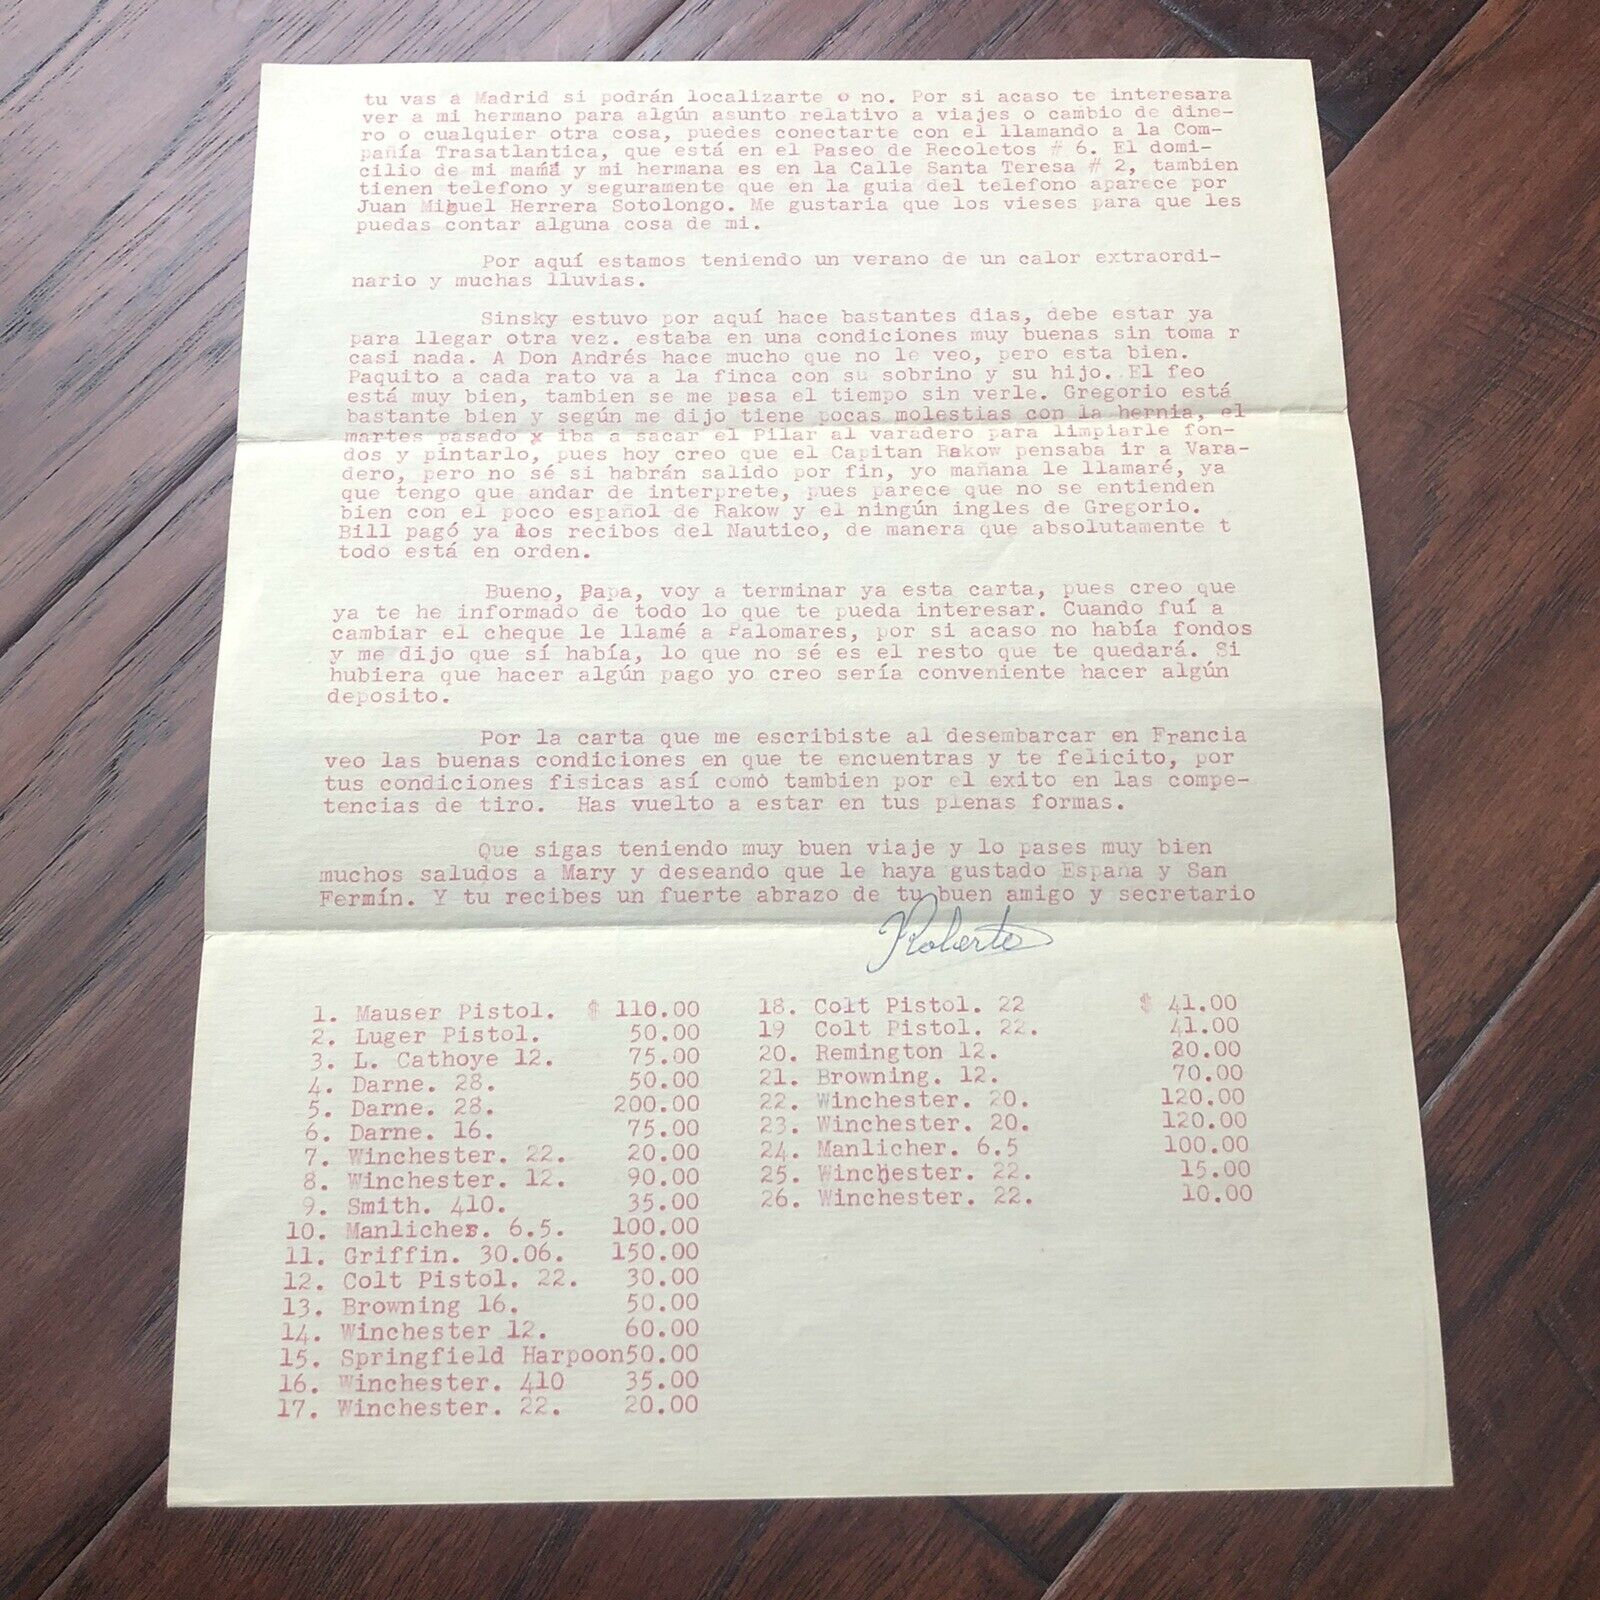 tu vas a Madrid si podrán localizarte o no. Por si acaso te interesara
ver a mi hermano para algún asunto relativo a viajes o cambio de dine-
ro o cualquier otra cosa, puedes conectarte con el llamando a la Com-
pañía Trasatlantica, que está en el Paseo de Recoletos # 6. El domi-
cilio de mi mamá y mi hermana es en la Calle Santa Teresa # 2, tambien
tienen telefono y seguramente que en la guia del telefono aparece por
Juan Miguel Herrera Sotolongo. Me gustaria que los vieses para que les
puedas contar alguna cosa de mi.
Por aquí estamos teniendo un verano de un calor extraordi-
nario y muchas lluvias.
Sinsky estuvo por aquí hace bastantes dias, debe estar ya
para llegar otra vez. estaba en una condiciones muy buenas sin toma r
casi nada. A Don Andrés hace mucho que no le veo, pero esta bien.
Paquito a cada rato va a la finca con su sobrino y su hijo. El feo
está muy bien, tambien se me pasa el tiempo sin verle. Gregorio está
bastante bien y según me dijo tiene pocas molestias con la hernia, el
martes pasado x iba a sacar el Pilar al varadero para limpiarle fon-
dos y pintarlo, pues hoy creo que el Capitan Rakow pensaba ir a Vara-
dero, pero no sé si habrán salido por fin, yo mañana le llamaré, ya
que tengo que andar de interprete, pues parece que no se entienden
bien con el poco español de Rakow y el ningún ingles de Gregorio.
Bill pagó ya los recibos del Nautico, de manera que absolutamente t
todo está en orden.
Bueno, Papa, voy a terminar ya esta carta, pues creo que
ya te he informado de todo lo que te pueda interesar. Cuando fuí a
cambiar el cheque le llamé a Palomares, por si acaso no había fondos
y me dijo que sí había, lo que no sé es el resto que te quedará. Si
hubiera que hacer algún pago yo creo sería conveniente hacer algún
deposito.
Por la carta que me escribiste al desembarcar en Francia
veo las buenas condiciones en que te encuentras y te felicito, por
tus condiciones fisicas así como tambien por el exito en las compe-
tencias de tiro. Has vuelto a estar en tus plenas formas.
Que sigas teniendo muy buen viaje y lo pases muy bien
muchos saludos a Mary y deseando que le haya gustado España y San
Fermín. Y tu recibes un fuerte abrazo de tu buen amigo y secretario
Roberto
1. Mauser Pistol. $ 110.00
2. Luger Pistol. 50.00
3. L. Cathoye 12. 75.00
4. Darne. 28. 50.00
5. Darne. 28. 200.00
6. Darne. 16. 75.00
7. Winchester. 22. 20.00
8. Winchester. 12. 90.00
9. Smith. 410. 35.00
10. Manlicher. 6.5. 100.00
11. Griffin. 30.06. 150.00
12. Colt Pistol. 22. 30.00
13. Browning 16. 50.00
14. Winchester 12. 60.00
15. Springfield Harpoon50.00
16. Winchester. 410 35.00
17. Winchester. 22. 20.00
18. Colt Pistol. 22 $ 41.00
19 Colt Pistol. 22. 41.00
20. Remington 12. 30.00
21. Browning. 12. 70.00
22. Winchester. 20. 120.00
23. Winchester. 20. 120.00
24. Manlicher. 6.5 100.00
25. Winchester. 22. 15.00
26. Winchester. 22. 10.00